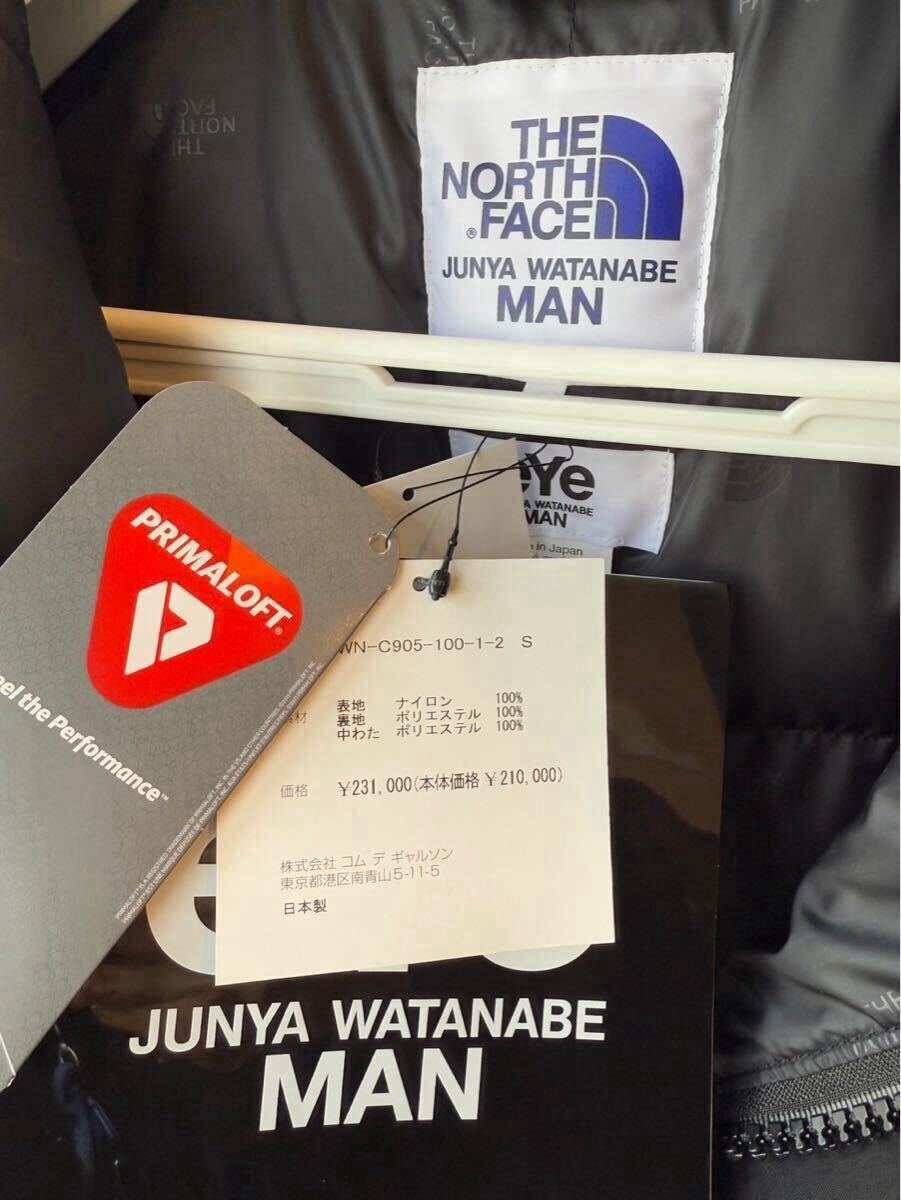 THE
NORTH
FACE
THE
NORTH
FACE
®
JUNYA WATANABE
MAN
eYe
WATANABE
MAN
in Japan
PRIMALOFT®
the Performance™
WN-C905-100-1-2 S
表地 ナイロン 100%
裏地 ポリエステル 100%
中わた ポリエステル 100%
価格 ¥231,000(本体価格 ¥210,000)
株式会社 コム デ ギャルソン
東京都港区南青山5-11-5
日本製
JUNYA WATANABE
MAN